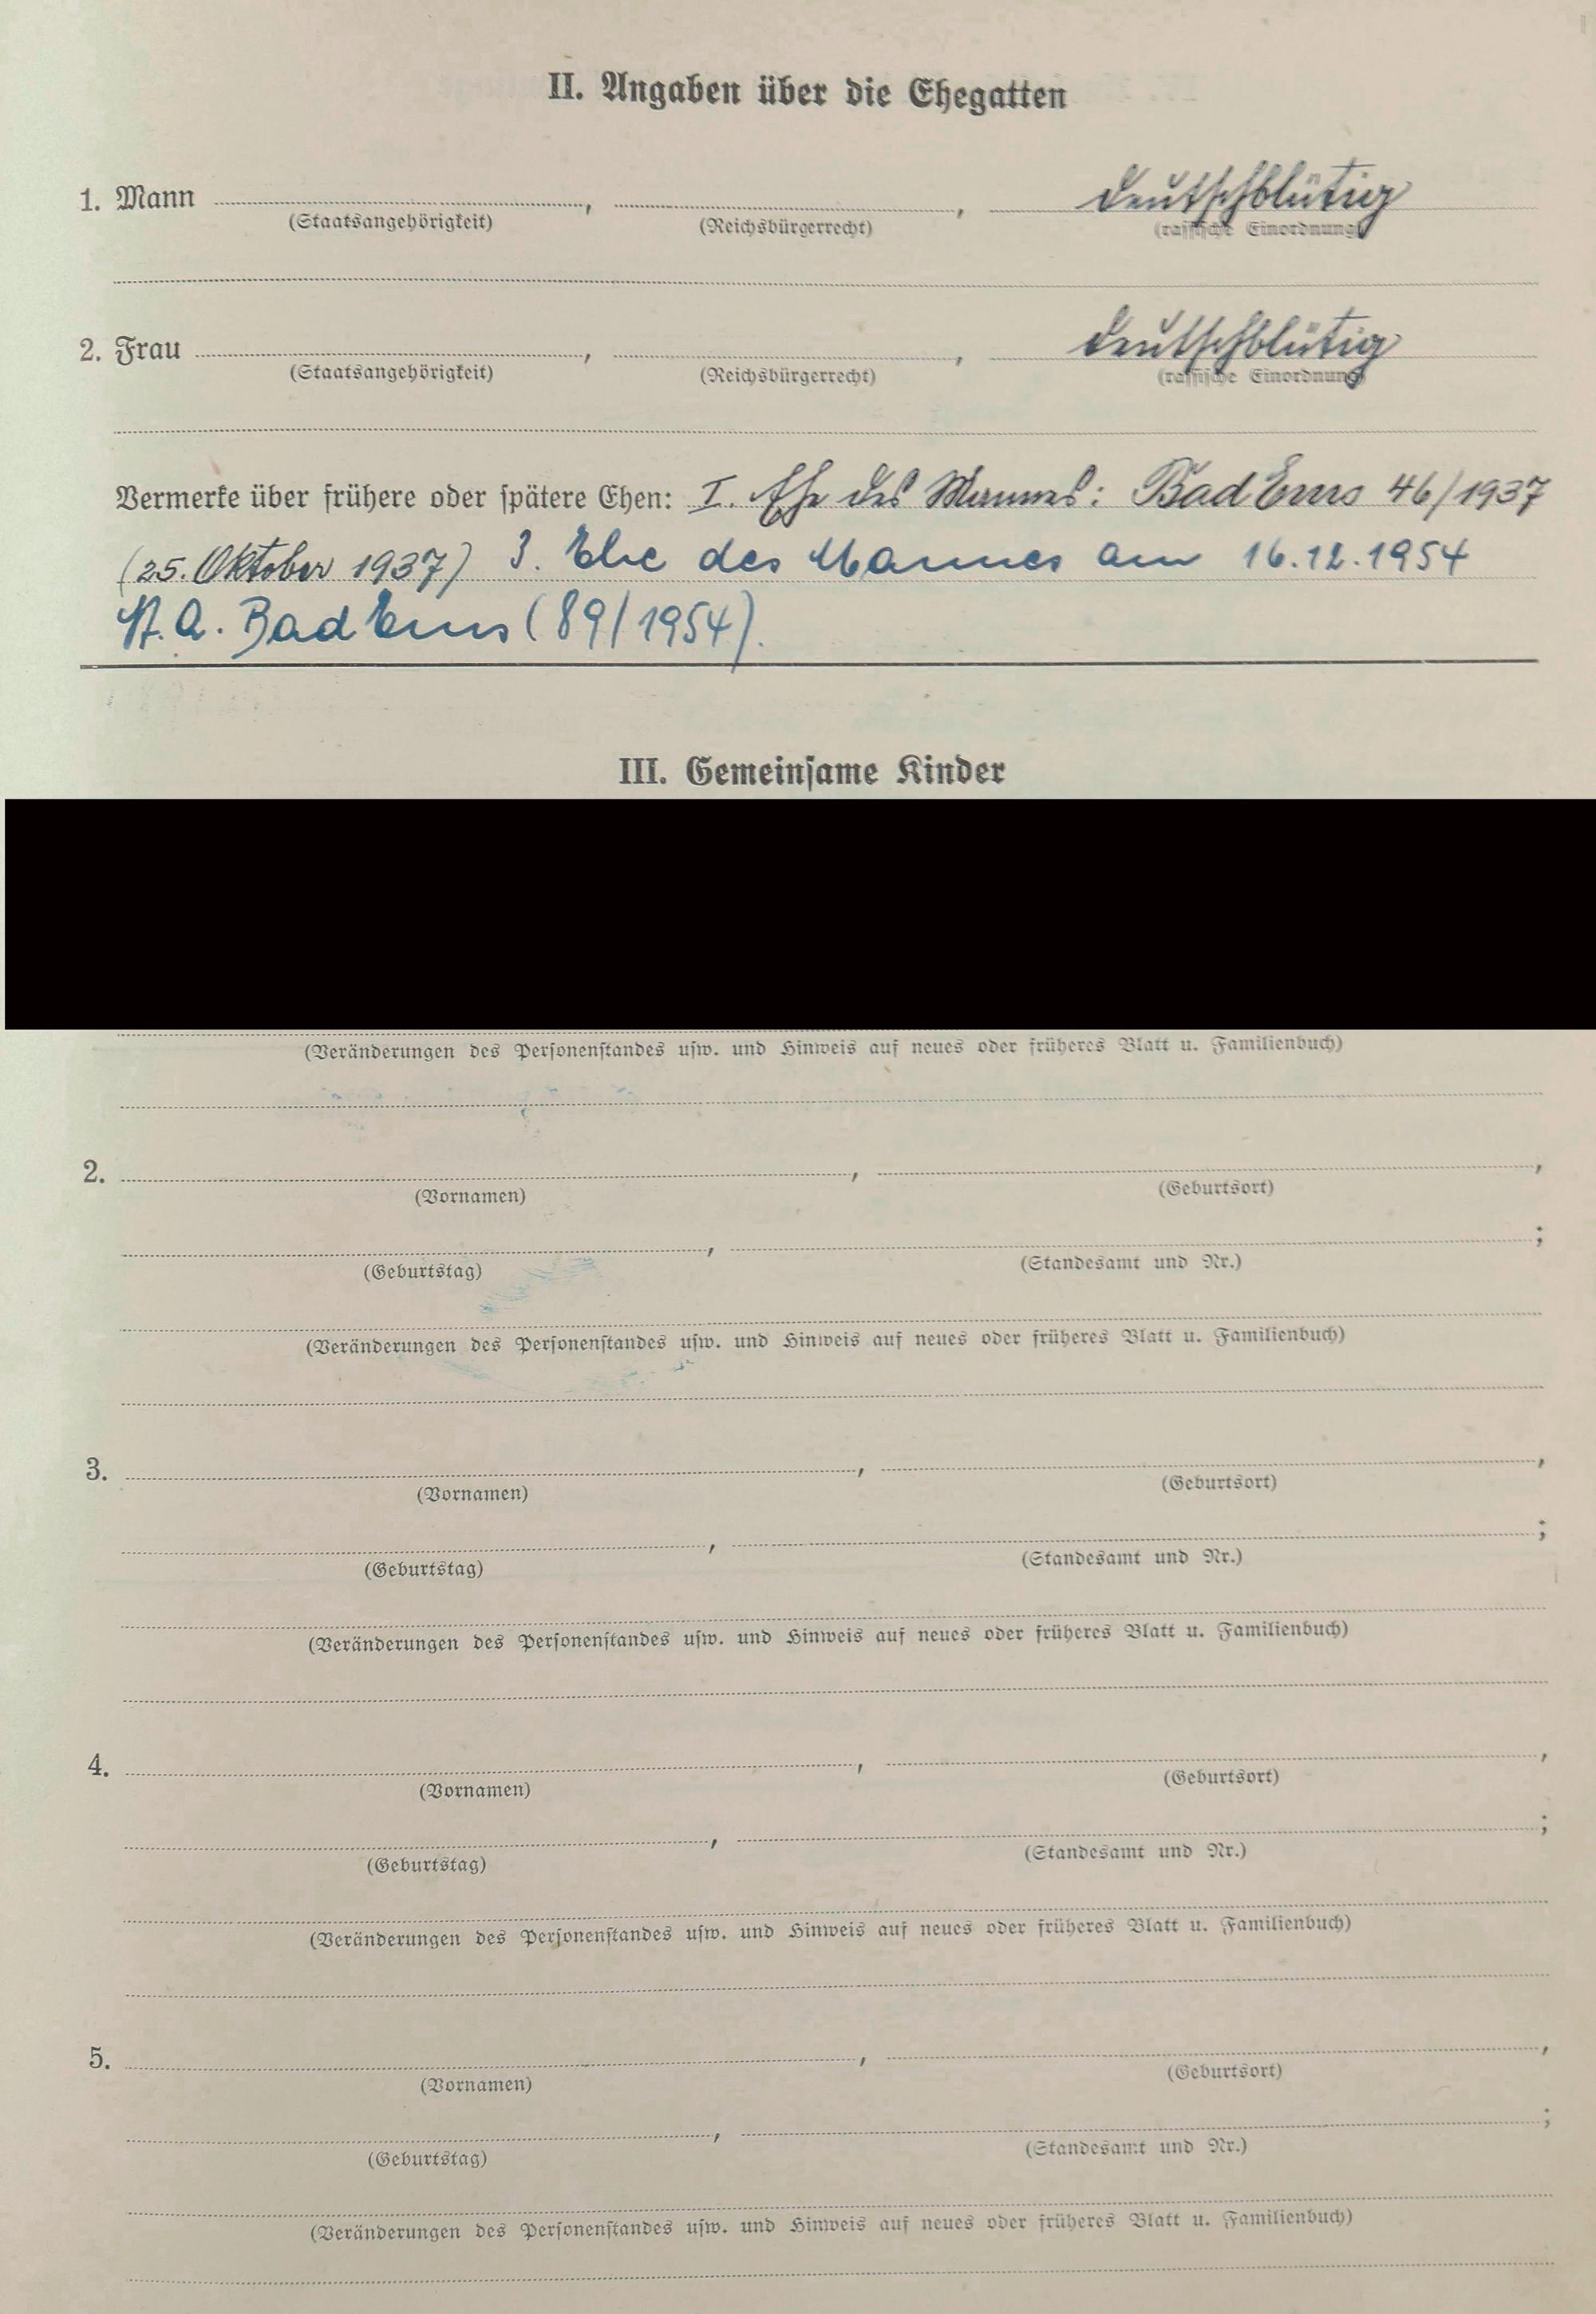 II. Angaben über die Ehegatten
1. Mann , , deutschblütig
(Staatsangehörigkeit) (Reichsbürgerrecht) (rassische Einordnung)
2. Frau , , deutschblütig
(Staatsangehörigkeit) (Reichsbürgerrecht) (rassische Einordnung)
Vermerke über frühere oder spätere Ehen: I. Ehe des Mannes: Bad Ems 46/1937
(25. Oktober 1937) 3. Ehe des Mannes am 16.12.1954
St. A. Bad Ems (89/1954).
III. Gemeinsame Kinder
(Veränderungen des Personenstandes usw. und Hinweis auf neues oder früheres Blatt u. Familienbuch)
2. , ,
(Vornamen) (Geburtsort)
, ;
(Geburtstag) (Standesamt und Nr.)
(Veränderungen des Personenstandes usw. und Hinweis auf neues oder früheres Blatt u. Familienbuch)
3. , ,
(Vornamen) (Geburtsort)
, ;
(Geburtstag) (Standesamt und Nr.)
(Veränderungen des Personenstandes usw. und Hinweis auf neues oder früheres Blatt u. Familienbuch)
4. , ,
(Vornamen) (Geburtsort)
, ;
(Geburtstag) (Standesamt und Nr.)
(Veränderungen des Personenstandes usw. und Hinweis auf neues oder früheres Blatt u. Familienbuch)
5. , ,
(Vornamen) (Geburtsort)
, ;
(Geburtstag) (Standesamt und Nr.)
(Veränderungen des Personenstandes usw. und Hinweis auf neues oder früheres Blatt u. Familienbuch)